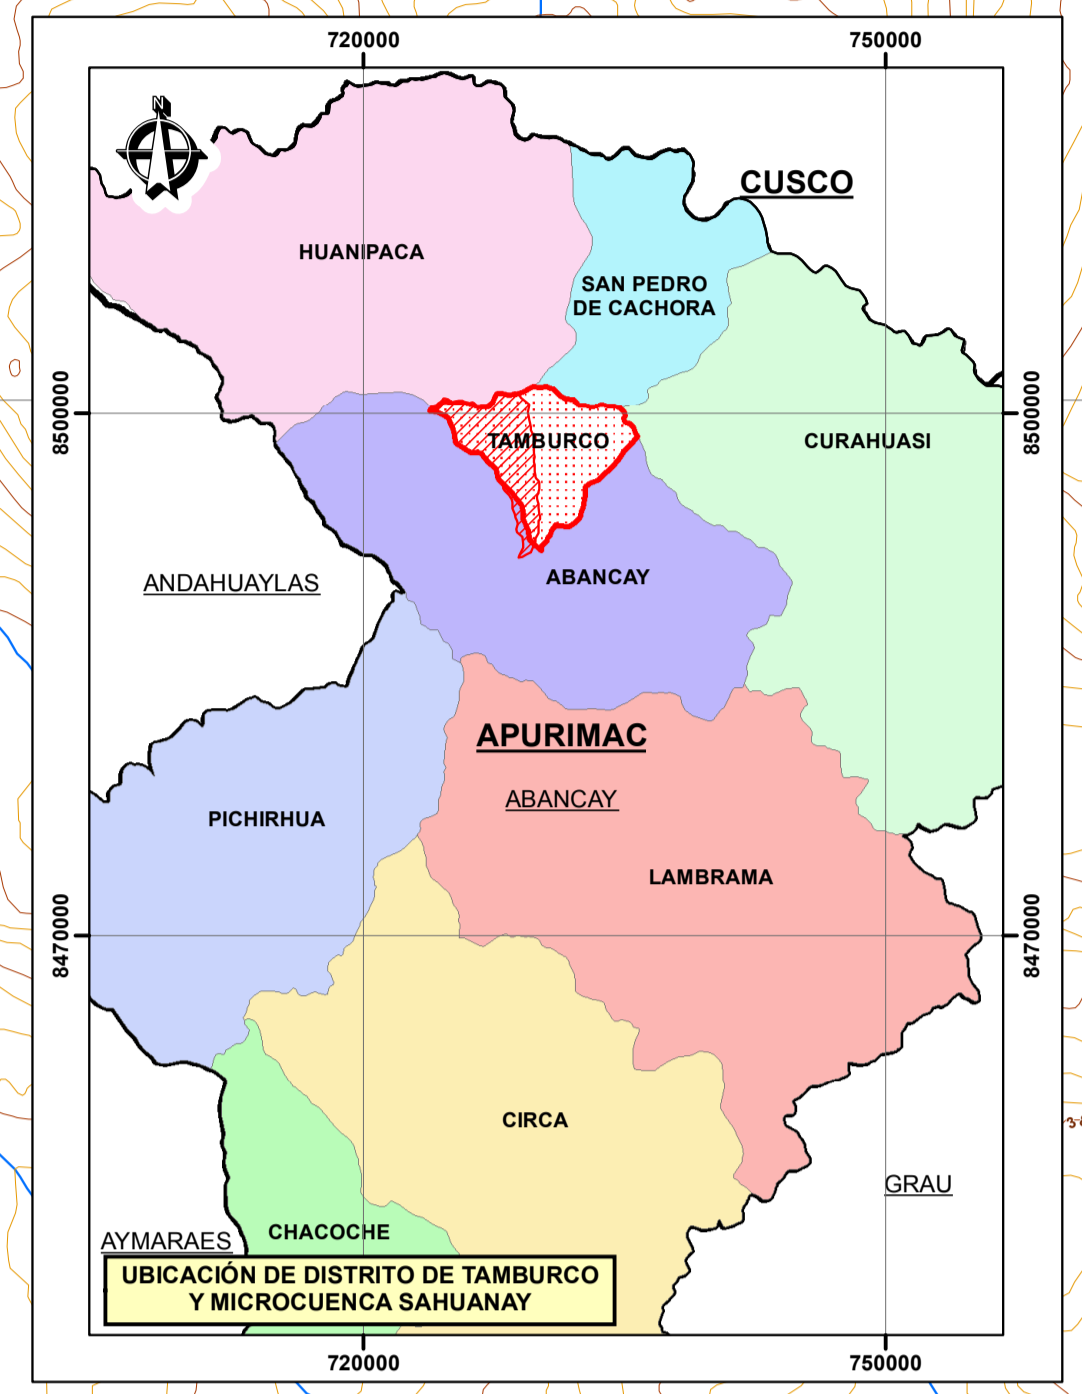 720000
750000
N
CUSCO
HUANIPACA
SAN PEDRO
DE CACHORA
8500000
8500000
TAMBURCO
CURAHUASI
ABANCAY
ANDAHUAYLAS
APURIMAC
ABANCAY
PICHIRHUA
LAMBRAMA
8470000
8470000
CIRCA
GRAU
CHACOCHE
AYMARAES
UBICACIÓN DE DISTRITO DE TAMBURCO
Y MICROCUENCA SAHUANAY
720000
750000